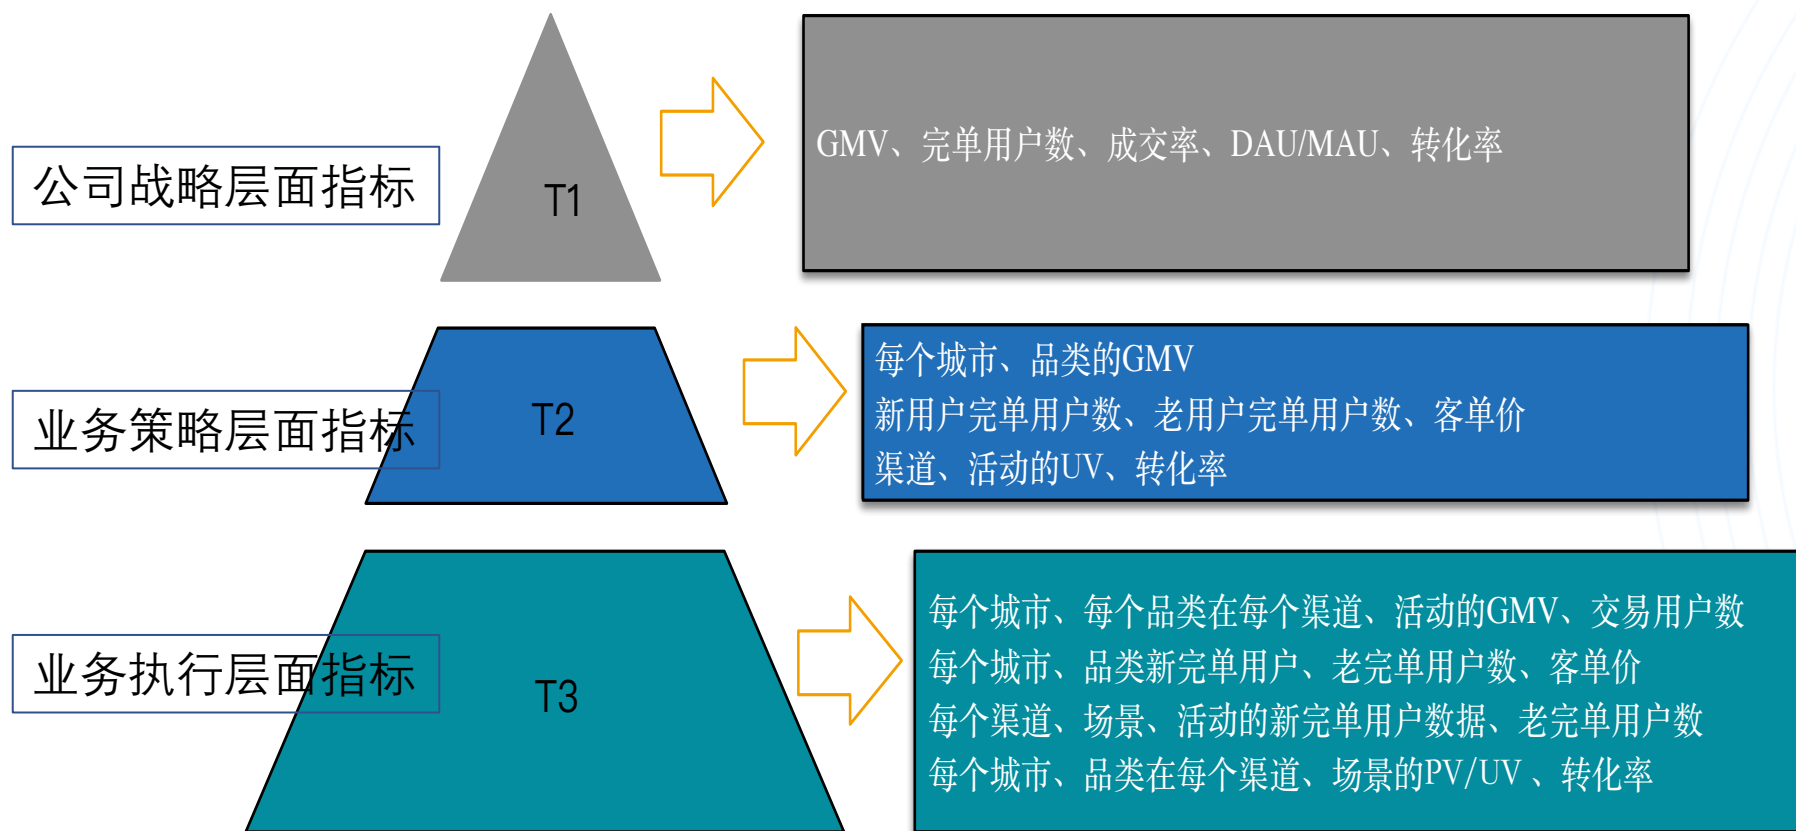 公司战略层面指标
T1
GMV、完单用户数、成交率、DAU/MAU、转化率
业务策略层面指标
T2
每个城市、品类的GMV
新用户完单用户数、老用户完单用户数、客单价
渠道、活动的UV、转化率
业务执行层面指标
T3
每个城市、每个品类在每个渠道、活动的GMV、交易用户数
每个城市、品类新完单用户、老完单用户数、客单价
每个渠道、场景、活动的新完单用户数据、老完单用户数
每个城市、品类在每个渠道、场景的PV/UV 、转化率